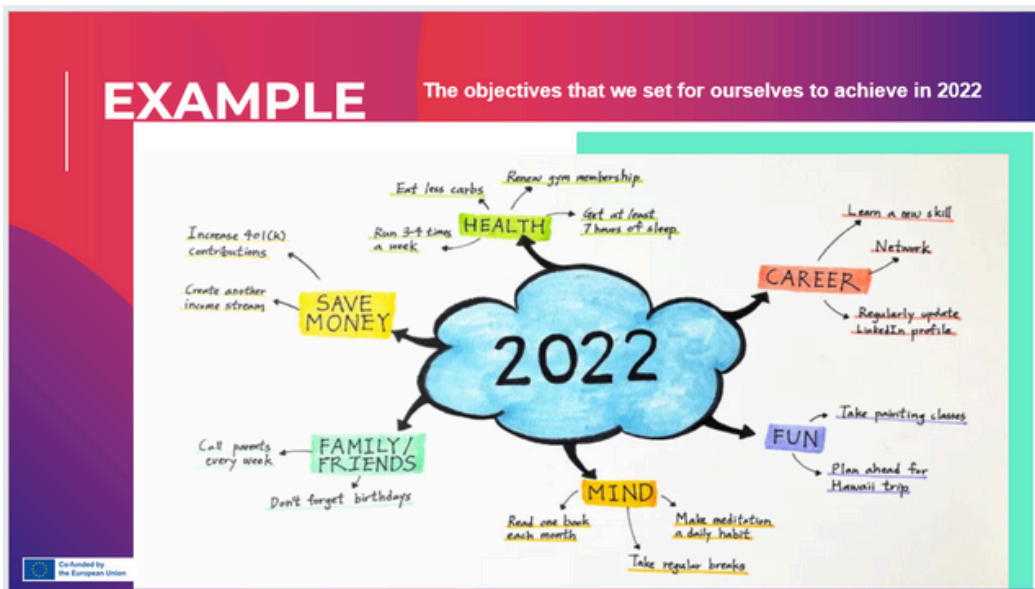 EXAMPLE
The objectives that we set for ourselves to achieve in 2022
Eat less carbs
Renew gym membership
HEALTH
Run 3-4 times
a week
Get at least
7 hours of sleep
Increase 401(k)
contributions
Create another
income stream
SAVE
MONEY
Learn a new skill
Network
CAREER
Regularly update
LinkedIn profile
2022
Call parents
every week
FAMILY/
FRIENDS
Don't forget birthdays
Take painting classes
FUN
Plan ahead for
Hawaii trip
MIND
Read one book
each month
Make meditation
a daily habit
Take regular breaks
Co-funded by
the European Union